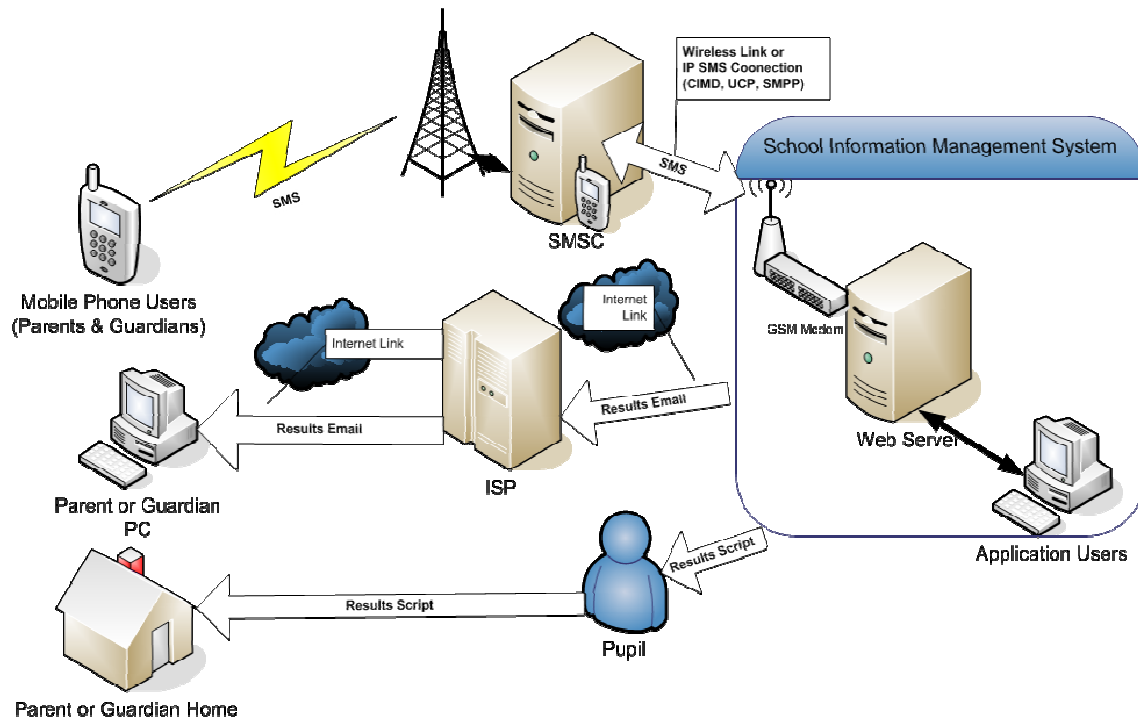 Wireless Link or
IP SMS Coonection
(CIMD, UCP, SMPP)
School Information Management System
SMS
SMS
SMSC
Mobile Phone Users
(Parents & Guardians)
Internet
Link
GSM Modem
Internet Link
Results Email
Results Email
Web Server
ISP
Parent or Guardian
PC
Application Users
Results Script
Results Script
Pupil
Parent or Guardian Home